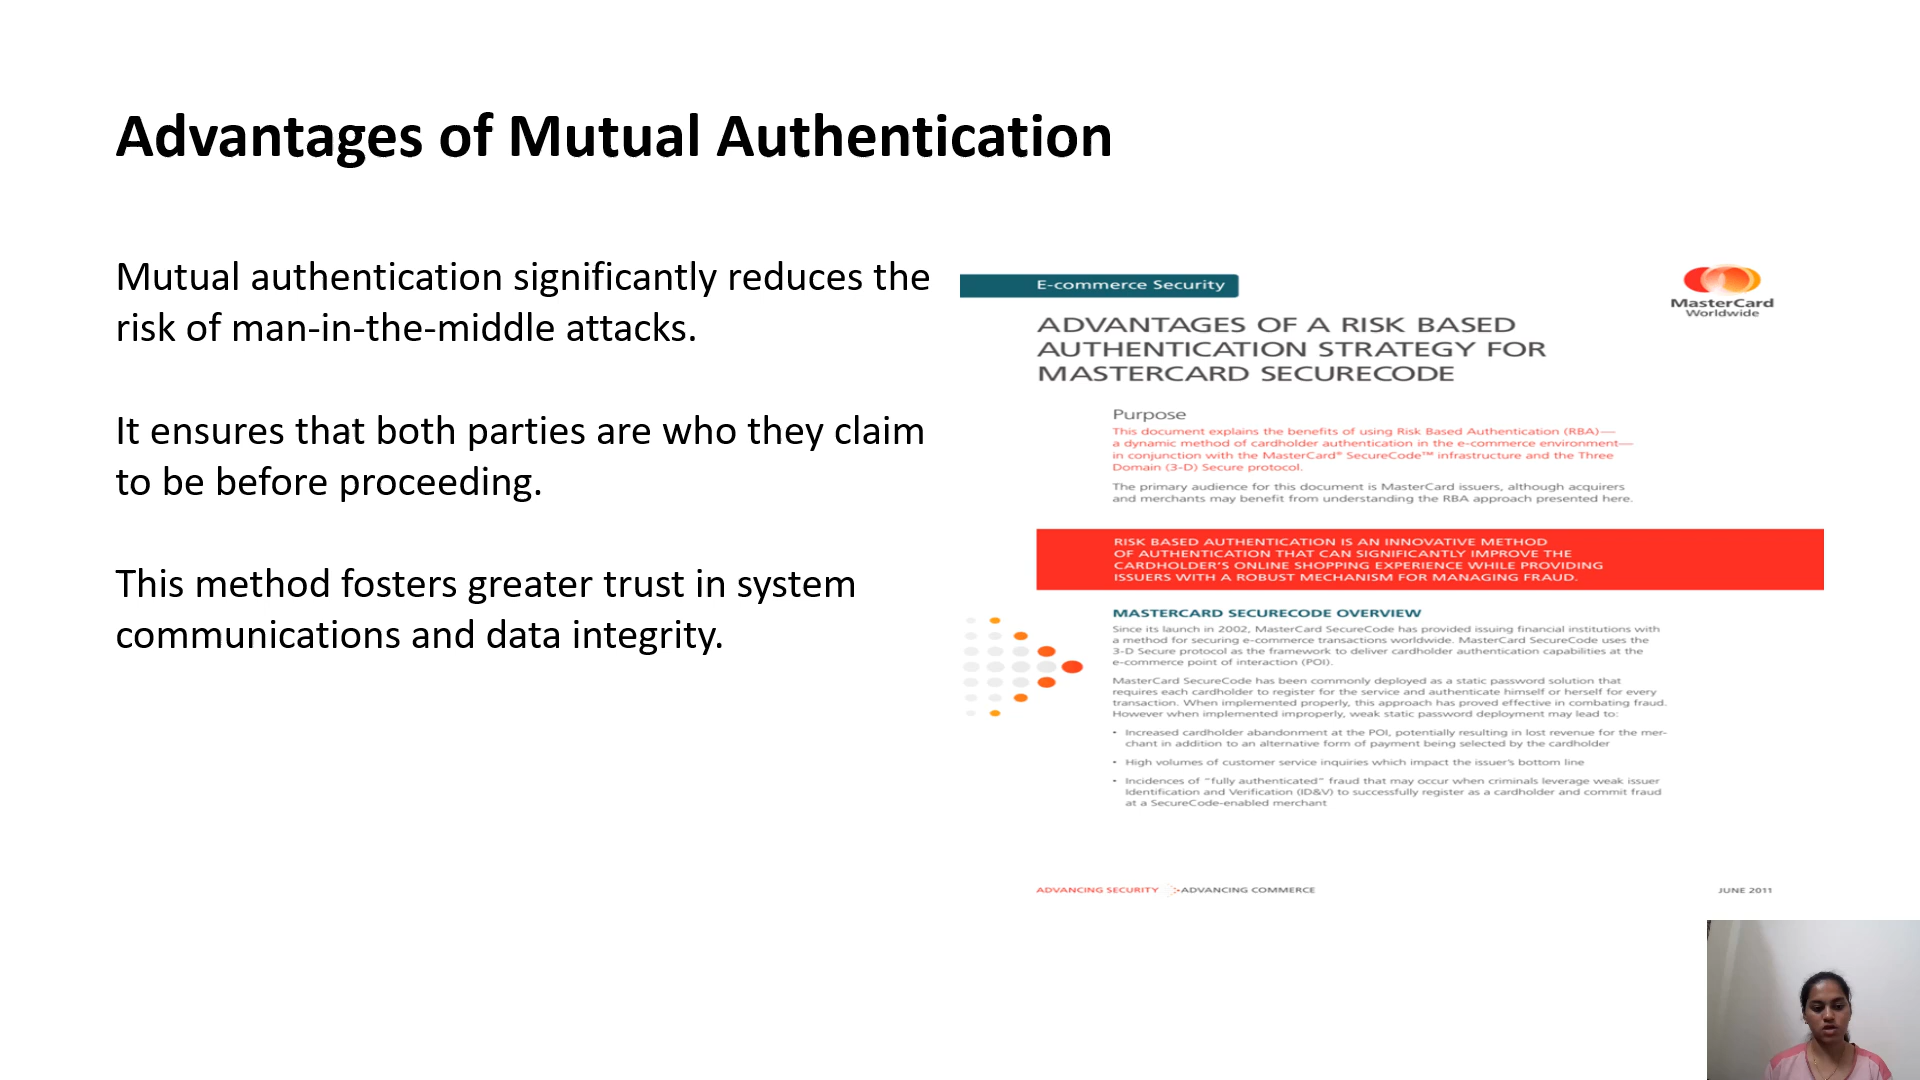 Advantages of Mutual Authentication
Mutual authentication significantly reduces the
risk of man-in-the-middle attacks.
It ensures that both parties are who they claim
to be before proceeding.
This method fosters greater trust in system
communications and data integrity.
E-commerce Security
MasterCard
Worldwide
ADVANTAGES OF A RISK BASED
AUTHENTICATION STRATEGY FOR
MASTERCARD SECURECODE
Purpose
This document explains the benefits of using Risk Based Authentication (RBA)—
a dynamic method of cardholder authentication in the e-commerce environment—
in conjunction with the MasterCard® SecureCode™ infrastructure and the Three
Domain (3-D) Secure protocol.
The primary audience for this document is MasterCard issuers, although acquirers
and merchants may benefit from understanding the RBA approach presented here.
RISK BASED AUTHENTICATION IS AN INNOVATIVE METHOD
OF AUTHENTICATION THAT CAN SIGNIFICANTLY IMPROVE THE
CARDHOLDER'S ONLINE SHOPPING EXPERIENCE WHILE PROVIDING
ISSUERS WITH A ROBUST MECHANISM FOR MANAGING FRAUD.
MASTERCARD SECURECODE OVERVIEW
Since its launch in 2002, MasterCard SecureCode has provided issuing financial institutions with
a method for securing e-commerce transactions worldwide. MasterCard SecureCode uses the
3-D Secure protocol as the framework to deliver cardholder authentication capabilities at the
e-commerce point of interaction (POI).
MasterCard SecureCode has been commonly deployed as a static password solution that
requires each cardholder to register for the service and authenticate himself or herself for every
transaction. When implemented properly, this approach has proved effective in combating fraud.
However when implemented improperly, weak static password deployment may lead to:
• Increased cardholder abandonment at the POI, potentially resulting in lost revenue for the mer-
chant in addition to an alternative form of payment being selected by the cardholder
• High volumes of customer service inquiries which impact the issuer's bottom line
• Incidences of "fully authenticated" fraud that may occur when criminals leverage weak issuer
Identification and Verification (ID&V) to successfully register as a cardholder and commit fraud
at a SecureCode-enabled merchant
ADVANCING SECURITY ADVANCING COMMERCE
JUNE 2011